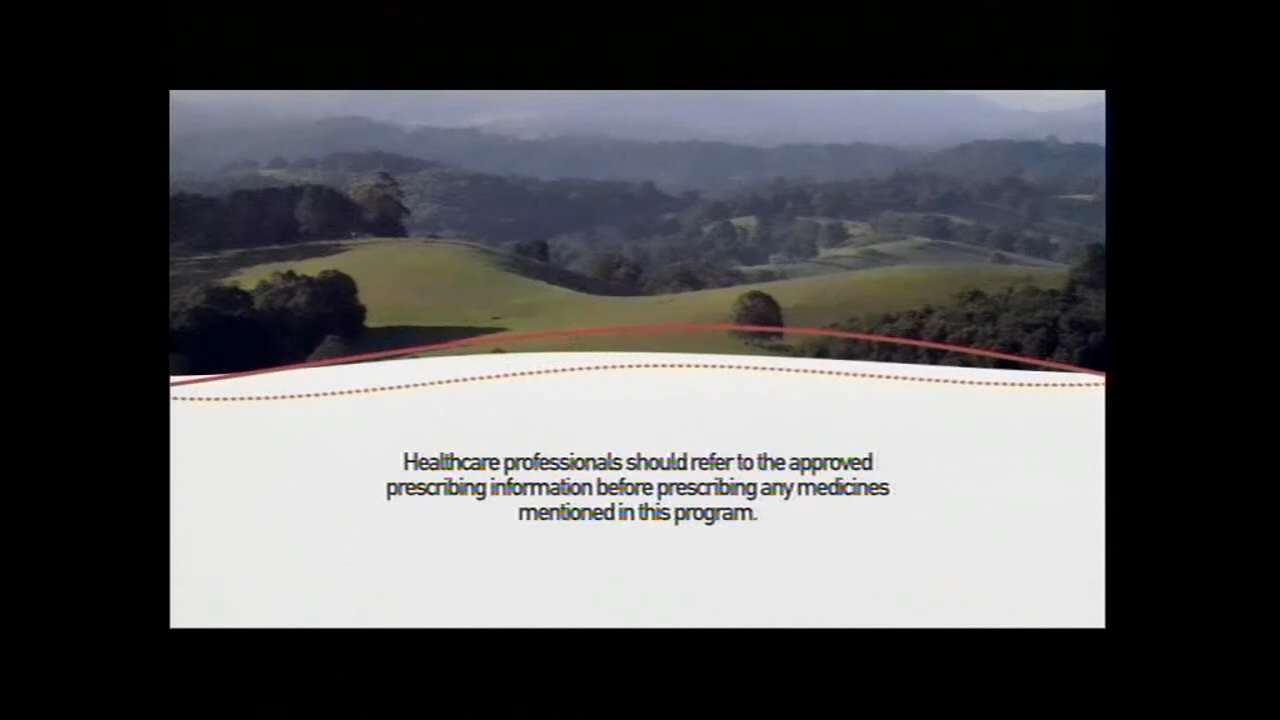 Healthcare professionals should refer to the approved
prescribing information before prescribing any medicines
mentioned in this program.